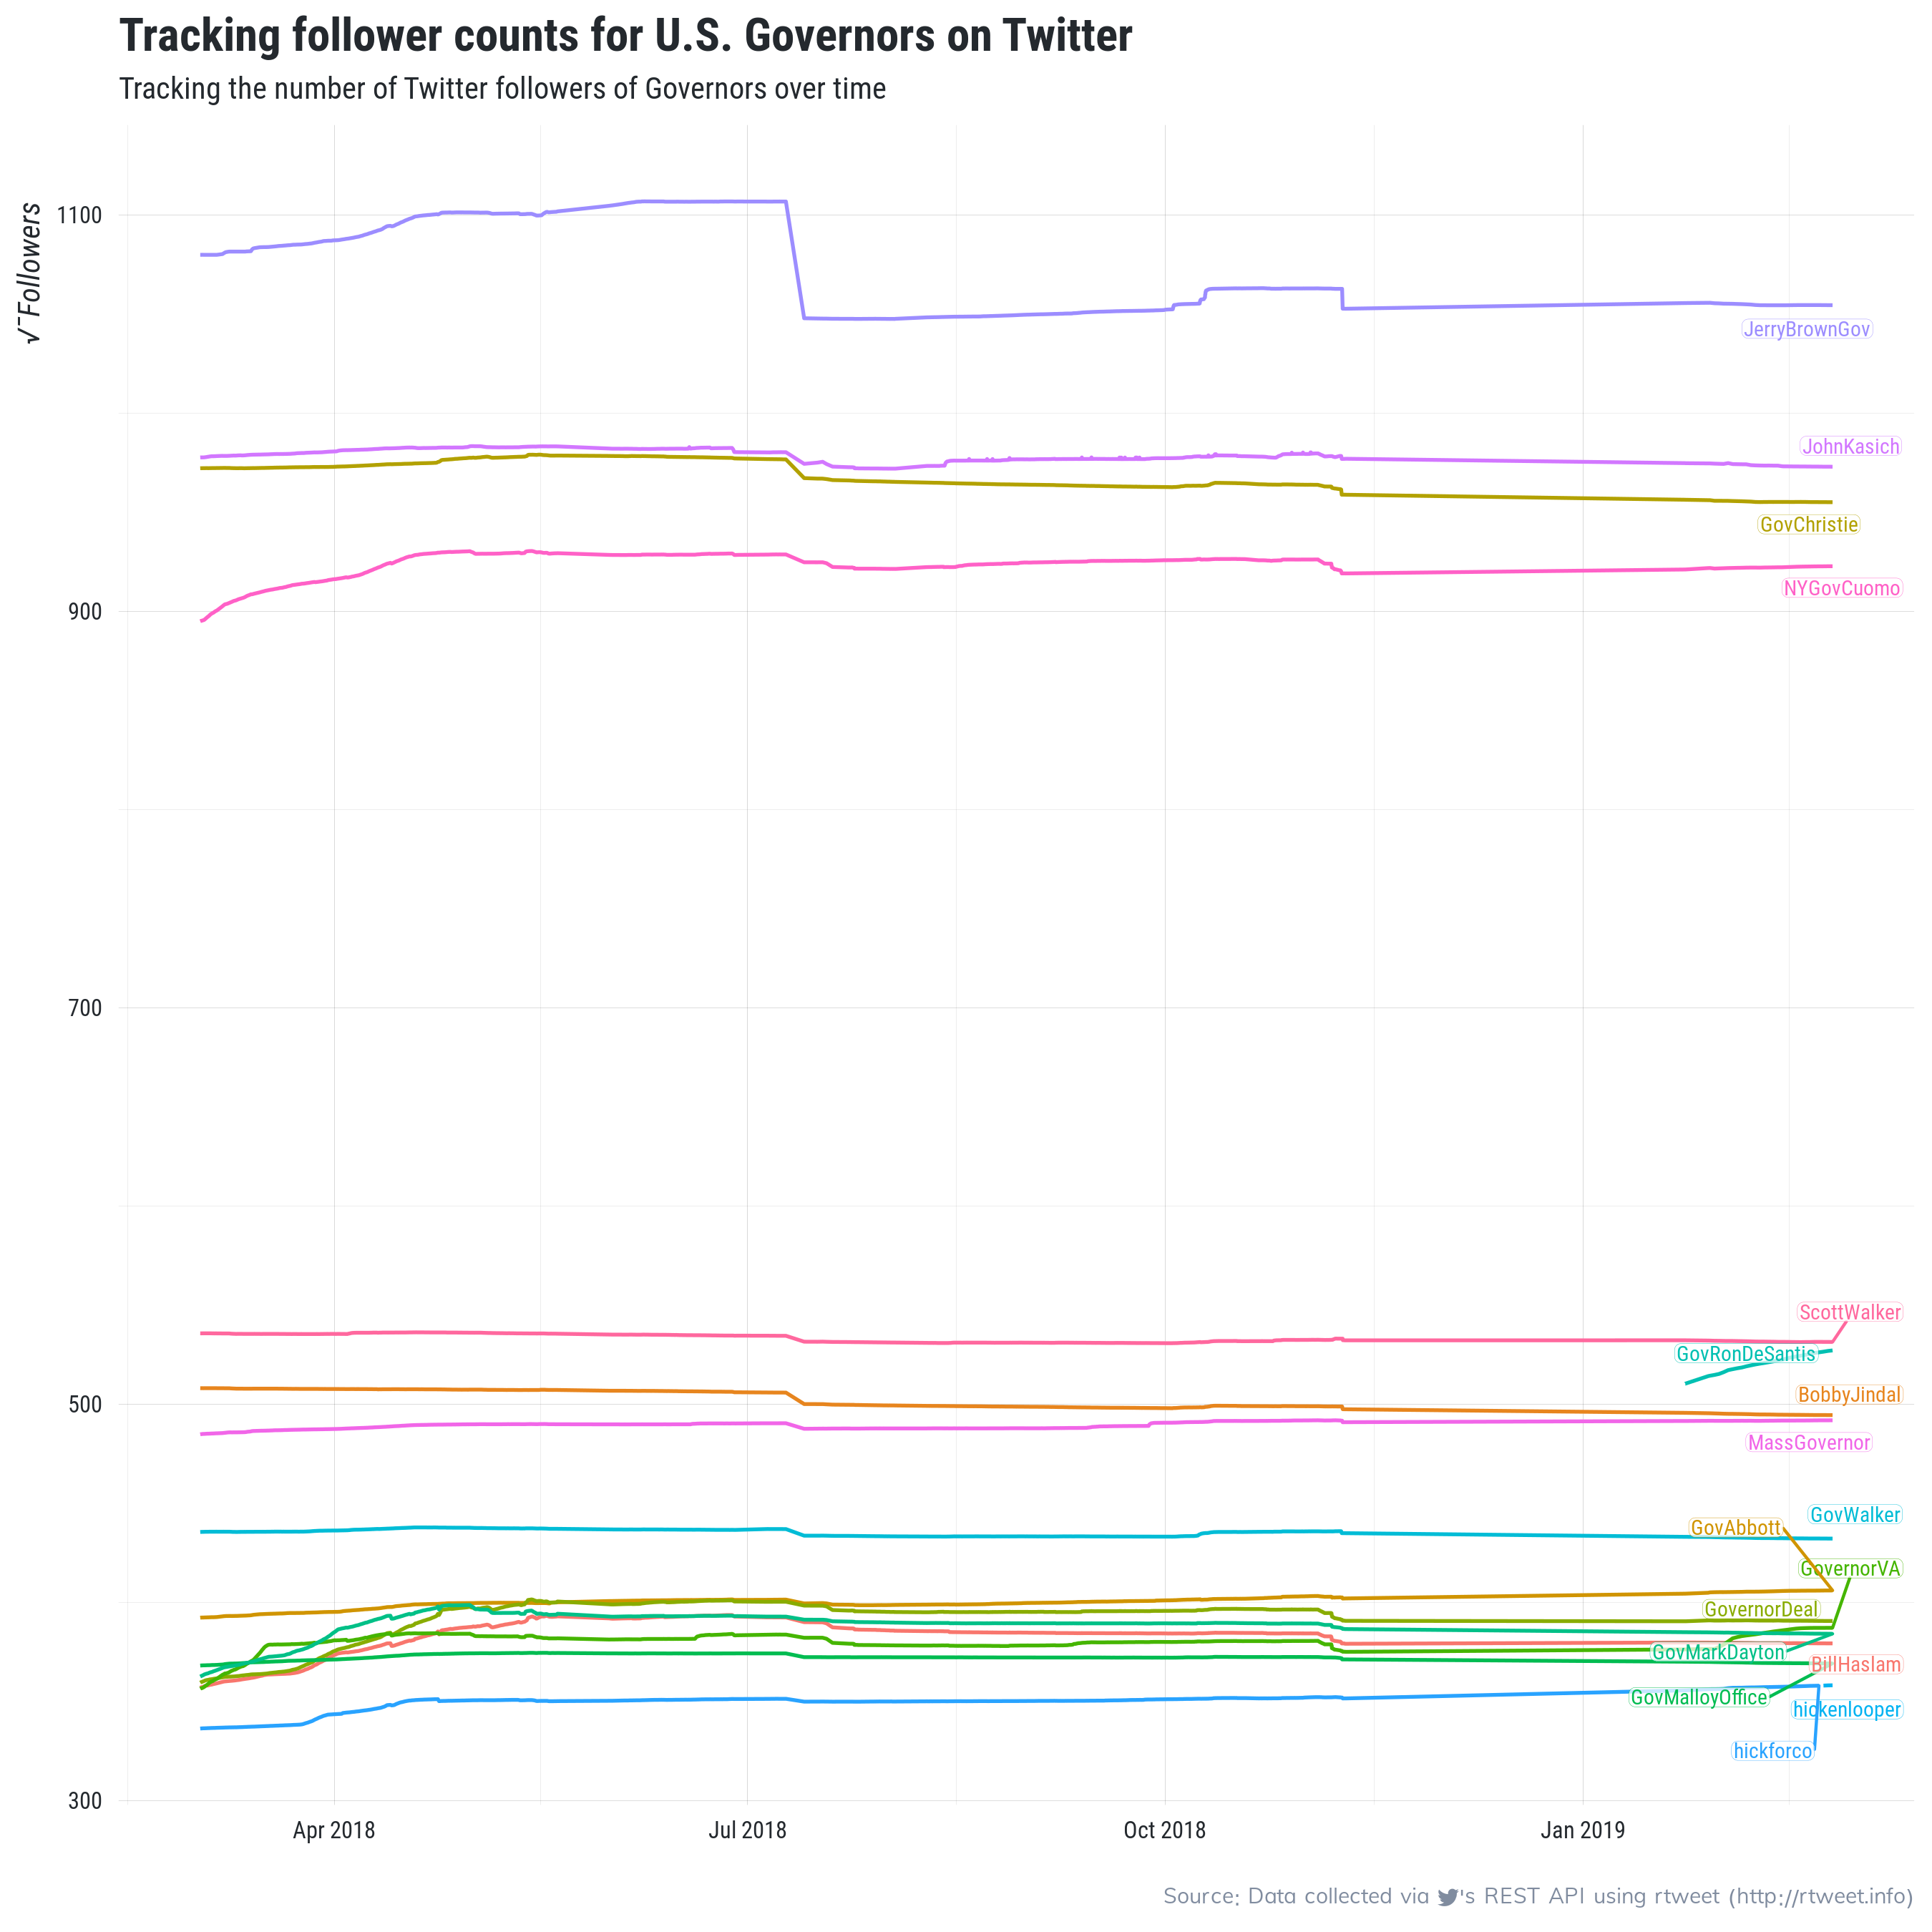 Tracking follower counts for U.S. Governors on Twitter
Tracking the number of Twitter followers of Governors over time
√¯Followers
1100
900
700
500
300
JerryBrownGov
JohnKasich
GovChristie
NYGovCuomo
ScottWalker
GovRonDeSantis
BobbyJindal
MassGovernor
GovWalker
GovAbbott
GovernorVA
GovernorDeal
GovMarkDayton
BillHaslam
GovMalloyOffice
hickenlooper
hickforco
Apr 2018
Jul 2018
Oct 2018
Jan 2019
Source: Data collected via 's REST API using rtweet (http://rtweet.info)